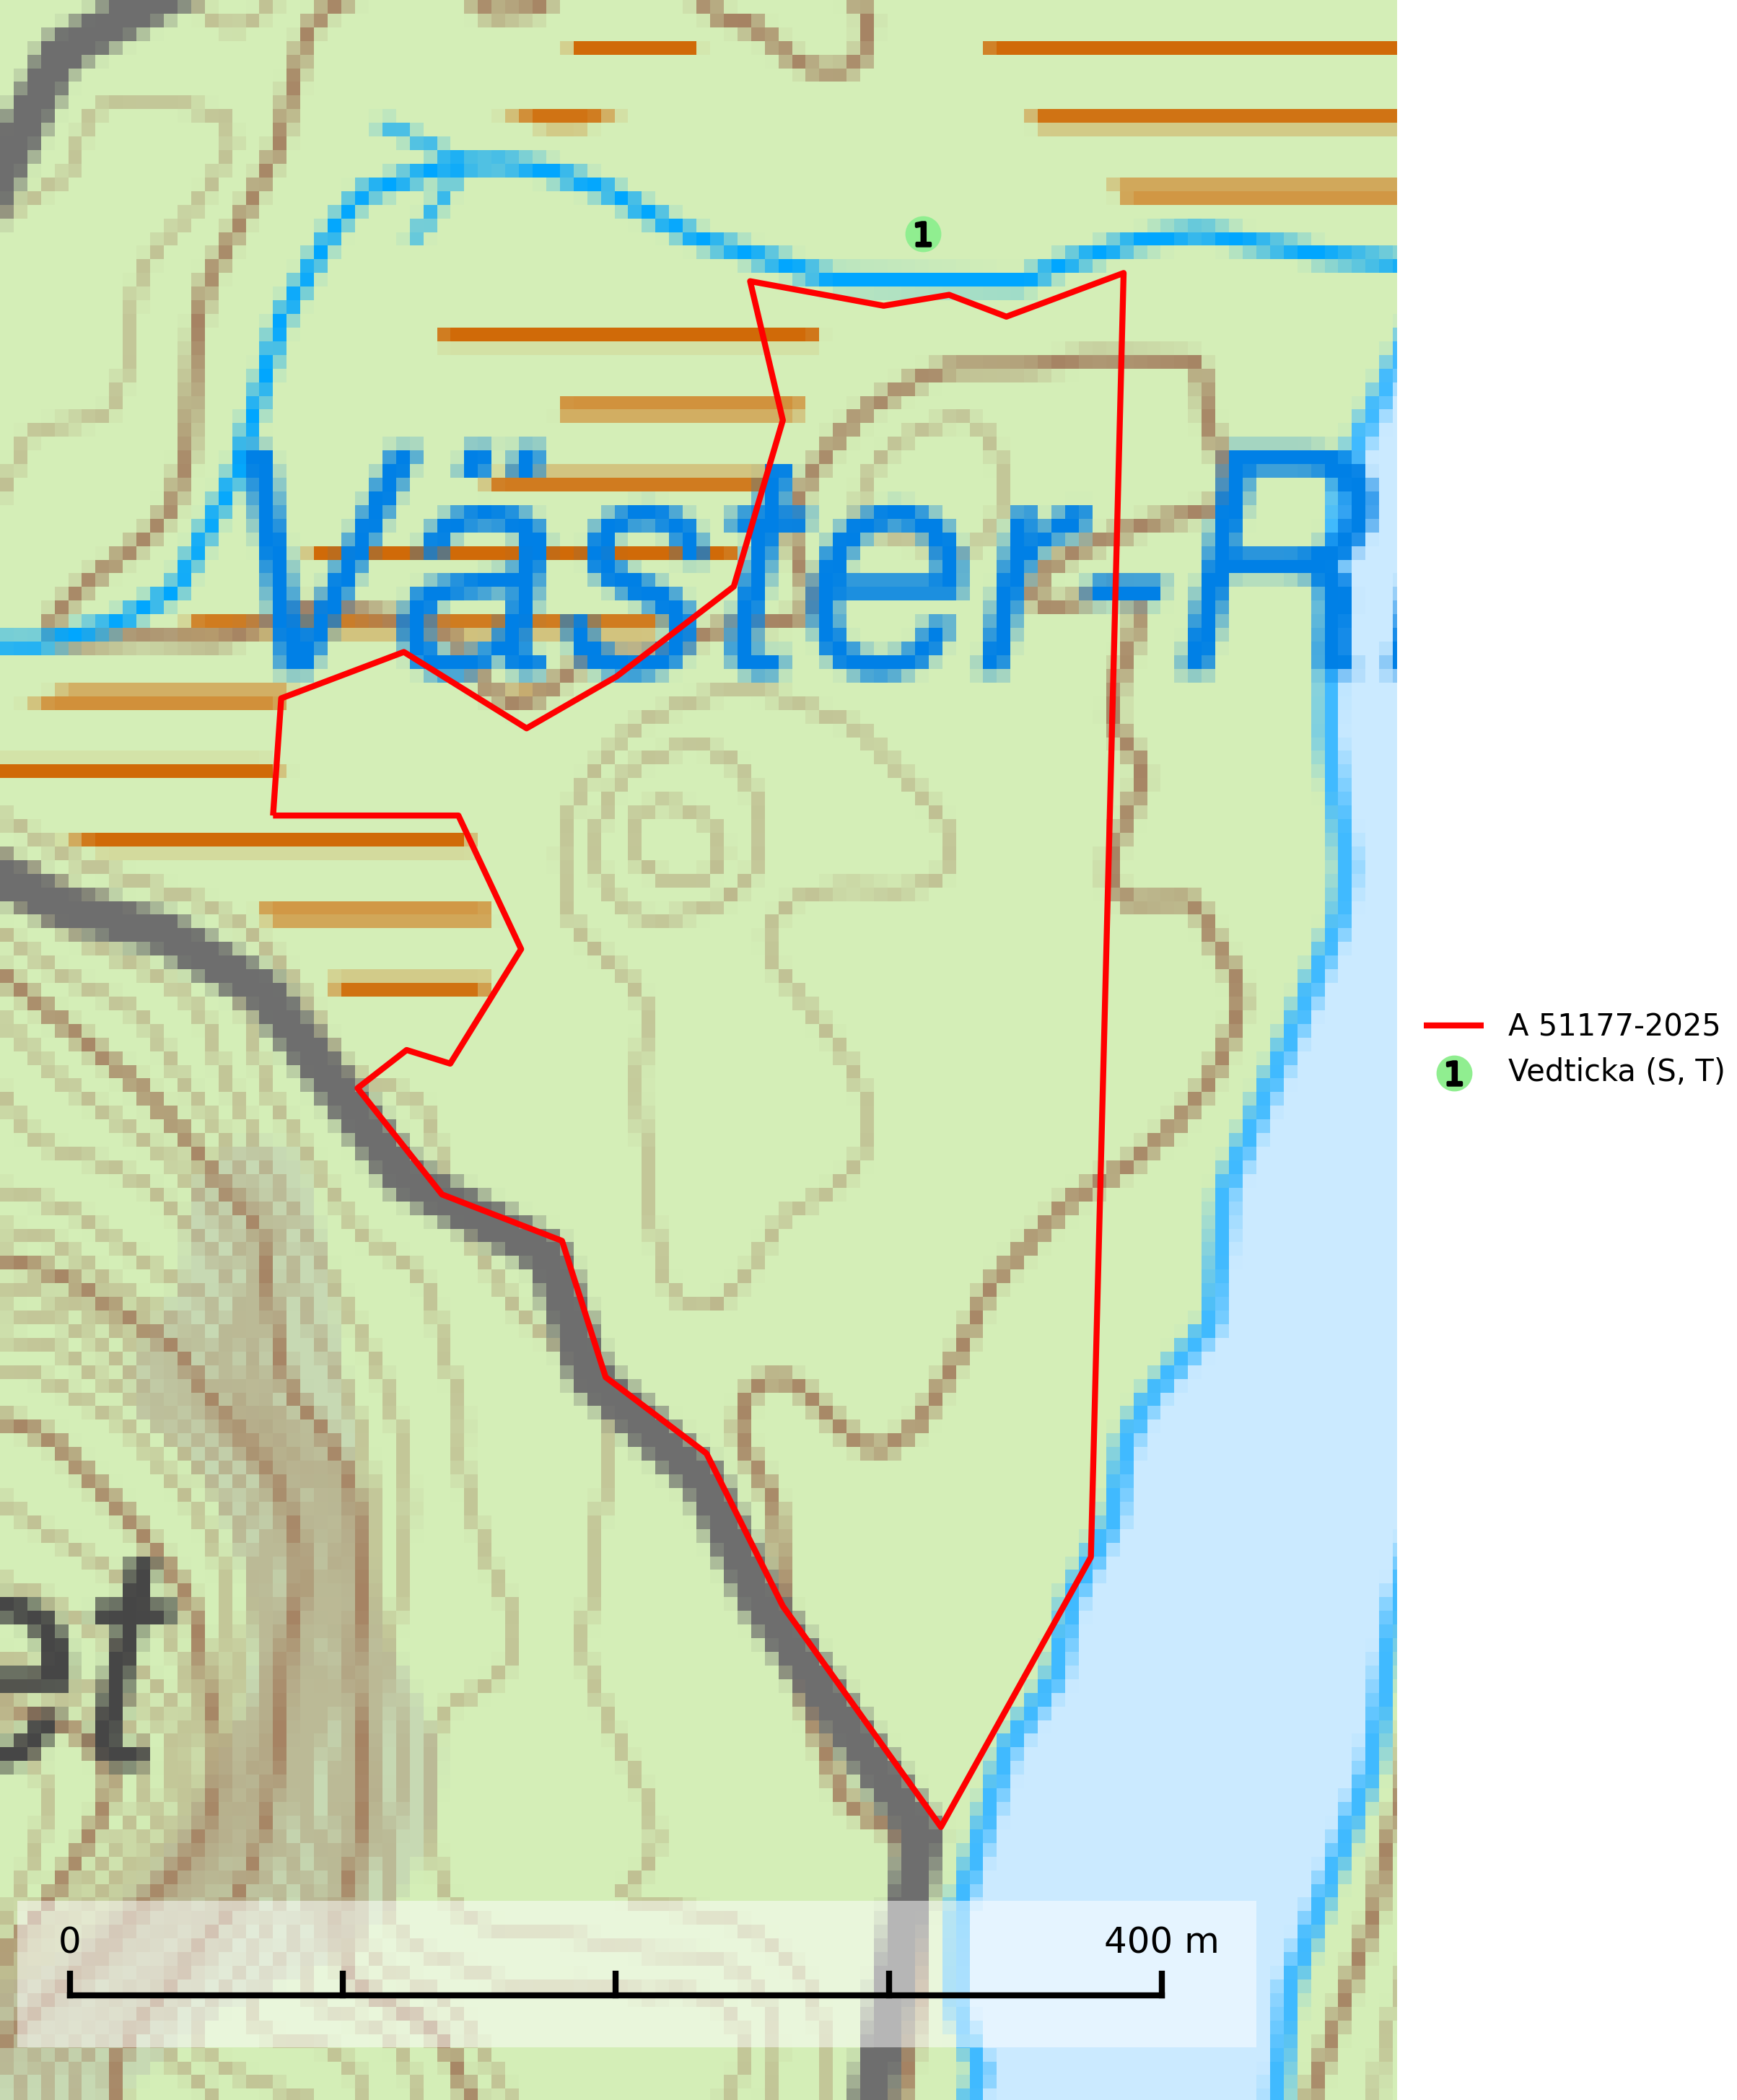 1
Väster-R
et
0
400 m
A 51177-2025
1
Vedticka (S, T)